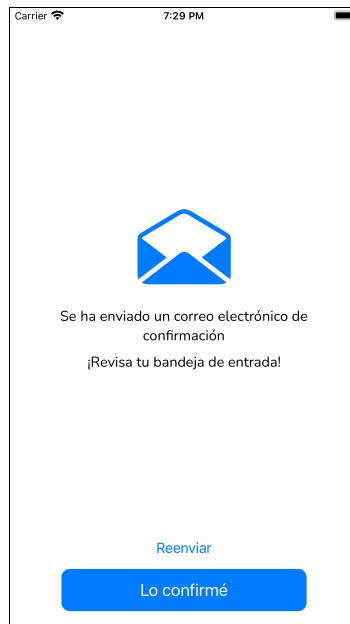 Carrier 7:29 PM
Se ha enviado un correo electrónico de
confirmación
¡Revisa tu bandeja de entrada!
Reenviar
Lo confirmé